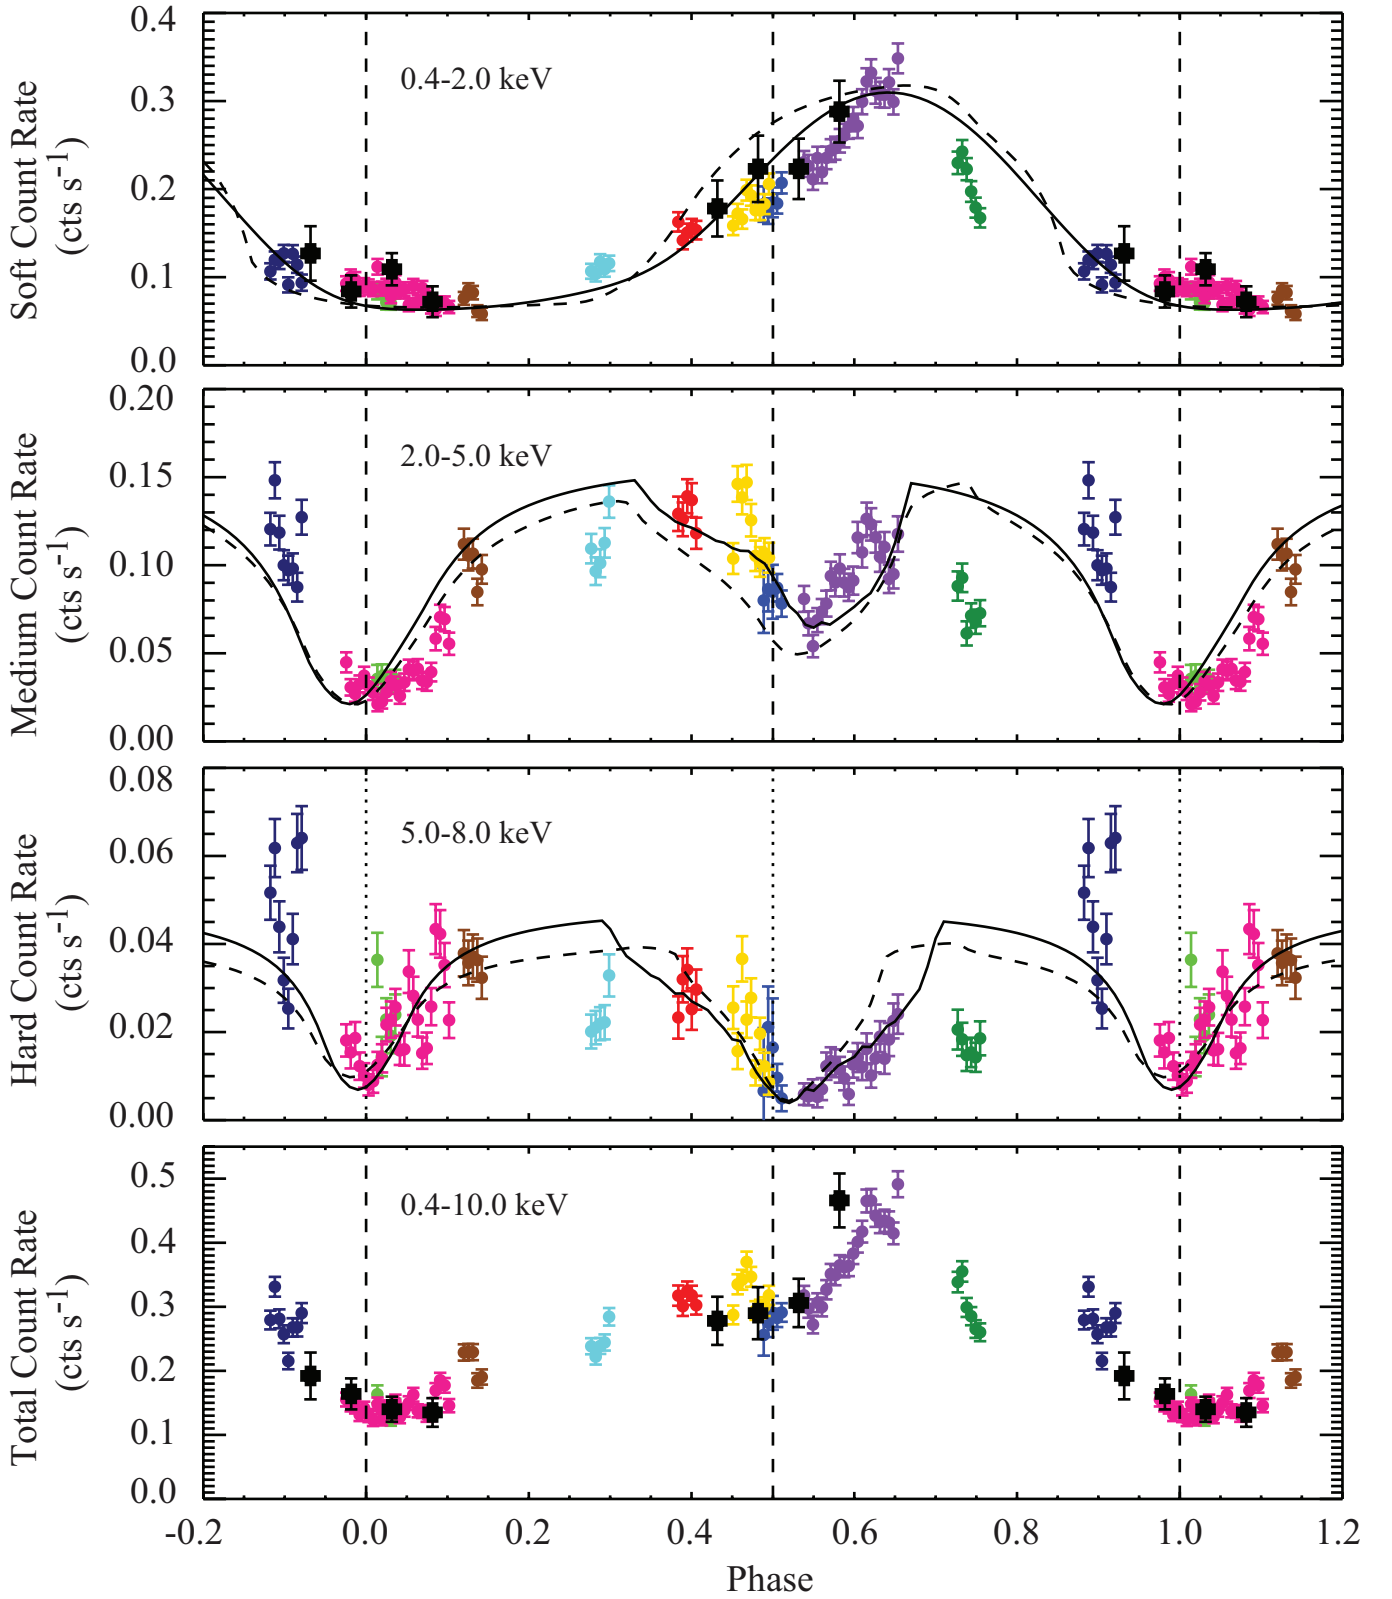 0.4
0.3
0.2
0.1
0.0
Soft Count Rate
(cts s⁻¹)
0.4-2.0 keV
0.20
0.15
0.10
0.05
0.00
Medium Count Rate
(cts s⁻¹)
2.0-5.0 keV
0.08
0.06
0.04
0.02
0.00
Hard Count Rate
(cts s⁻¹)
5.0-8.0 keV
0.5
0.4
0.3
0.2
0.1
0.0
Total Count Rate
(cts s⁻¹)
0.4-10.0 keV
-0.2 0.0 0.2 0.4 0.6 0.8 1.0 1.2
Phase